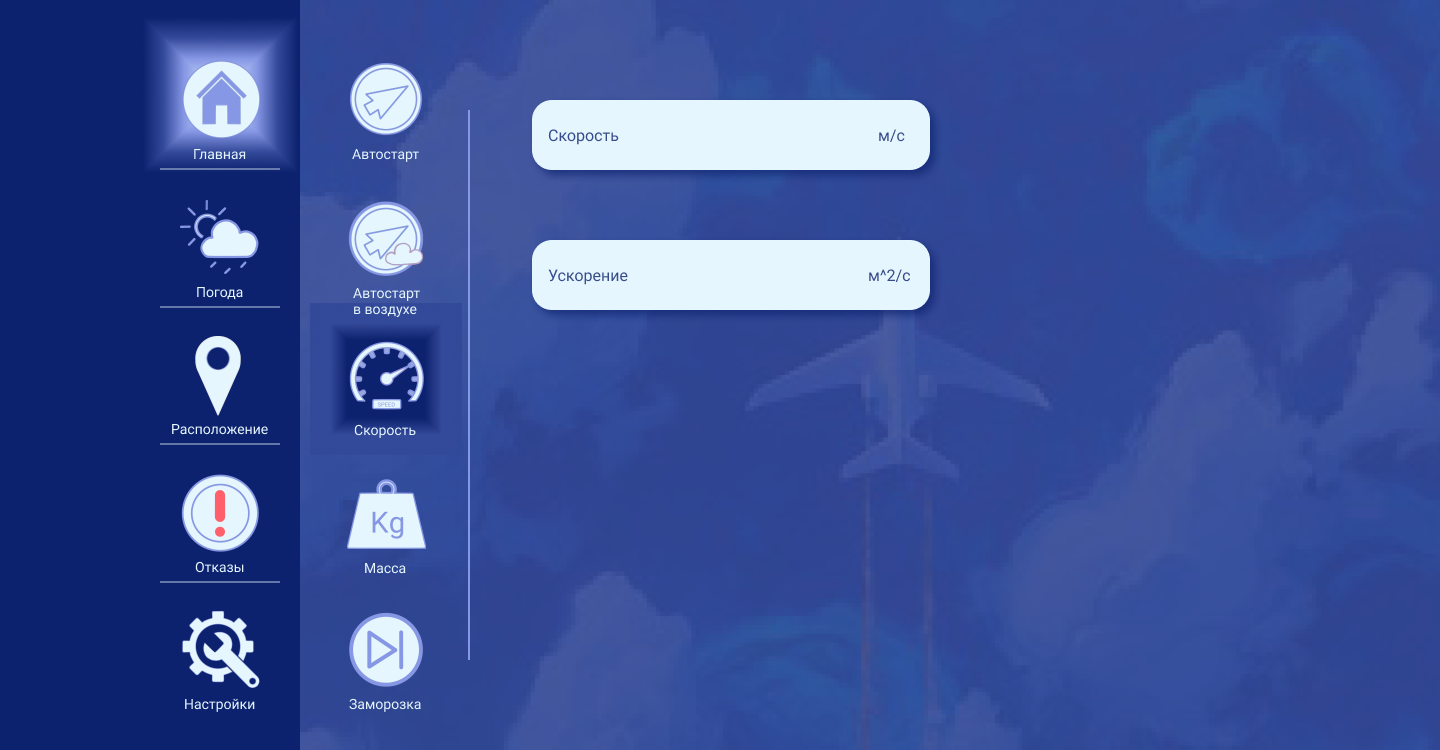 Главная
Погода
Расположение
Отказы
Настройки
Автостарт
Автостарт
в воздухе
SPEED
Скорость
Kg
Масса
Заморозка
Скорость м/с
Ускорение м^2/с